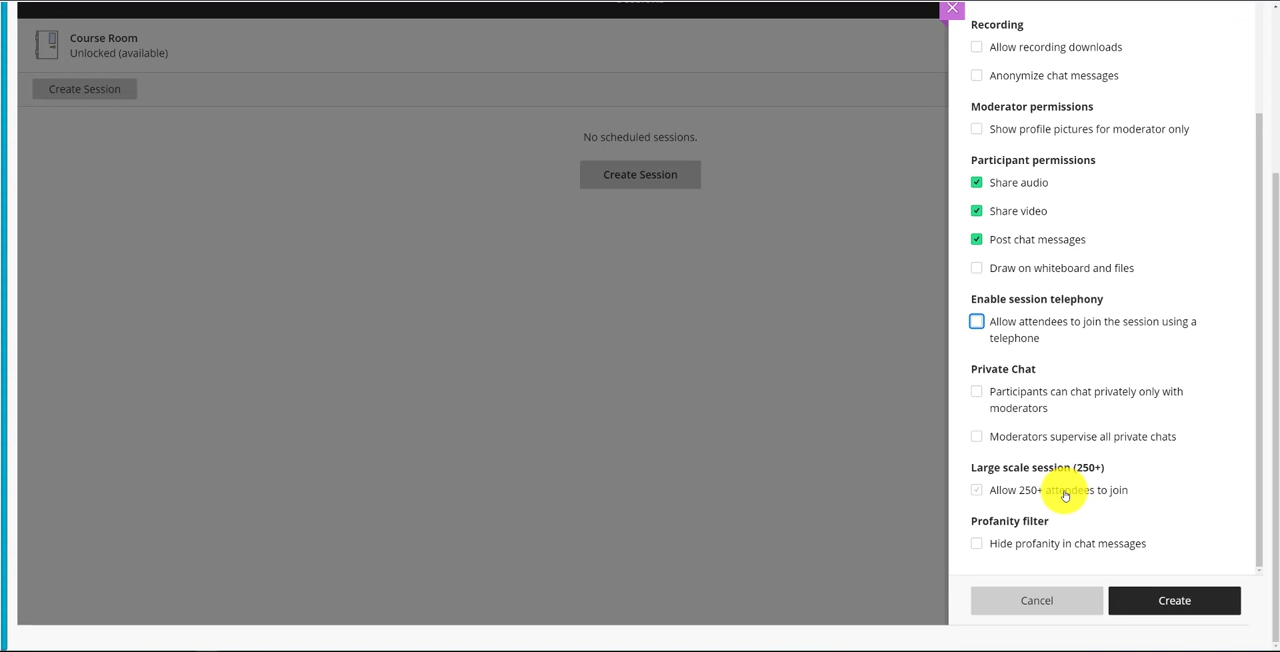 Course Room
Unlocked (available)
Create Session
No scheduled sessions.
Create Session
Recording
Allow recording downloads
Anonymize chat messages
Moderator permissions
Show profile pictures for moderator only
Participant permissions
Share audio
Share video
Post chat messages
Draw on whiteboard and files
Enable session telephony
Allow attendees to join the session using a
telephone
Private Chat
Participants can chat privately only with
moderators
Moderators supervise all private chats
Large scale session (250+)
Allow 250+ attendees to join
Profanity filter
Hide profanity in chat messages
Cancel
Create